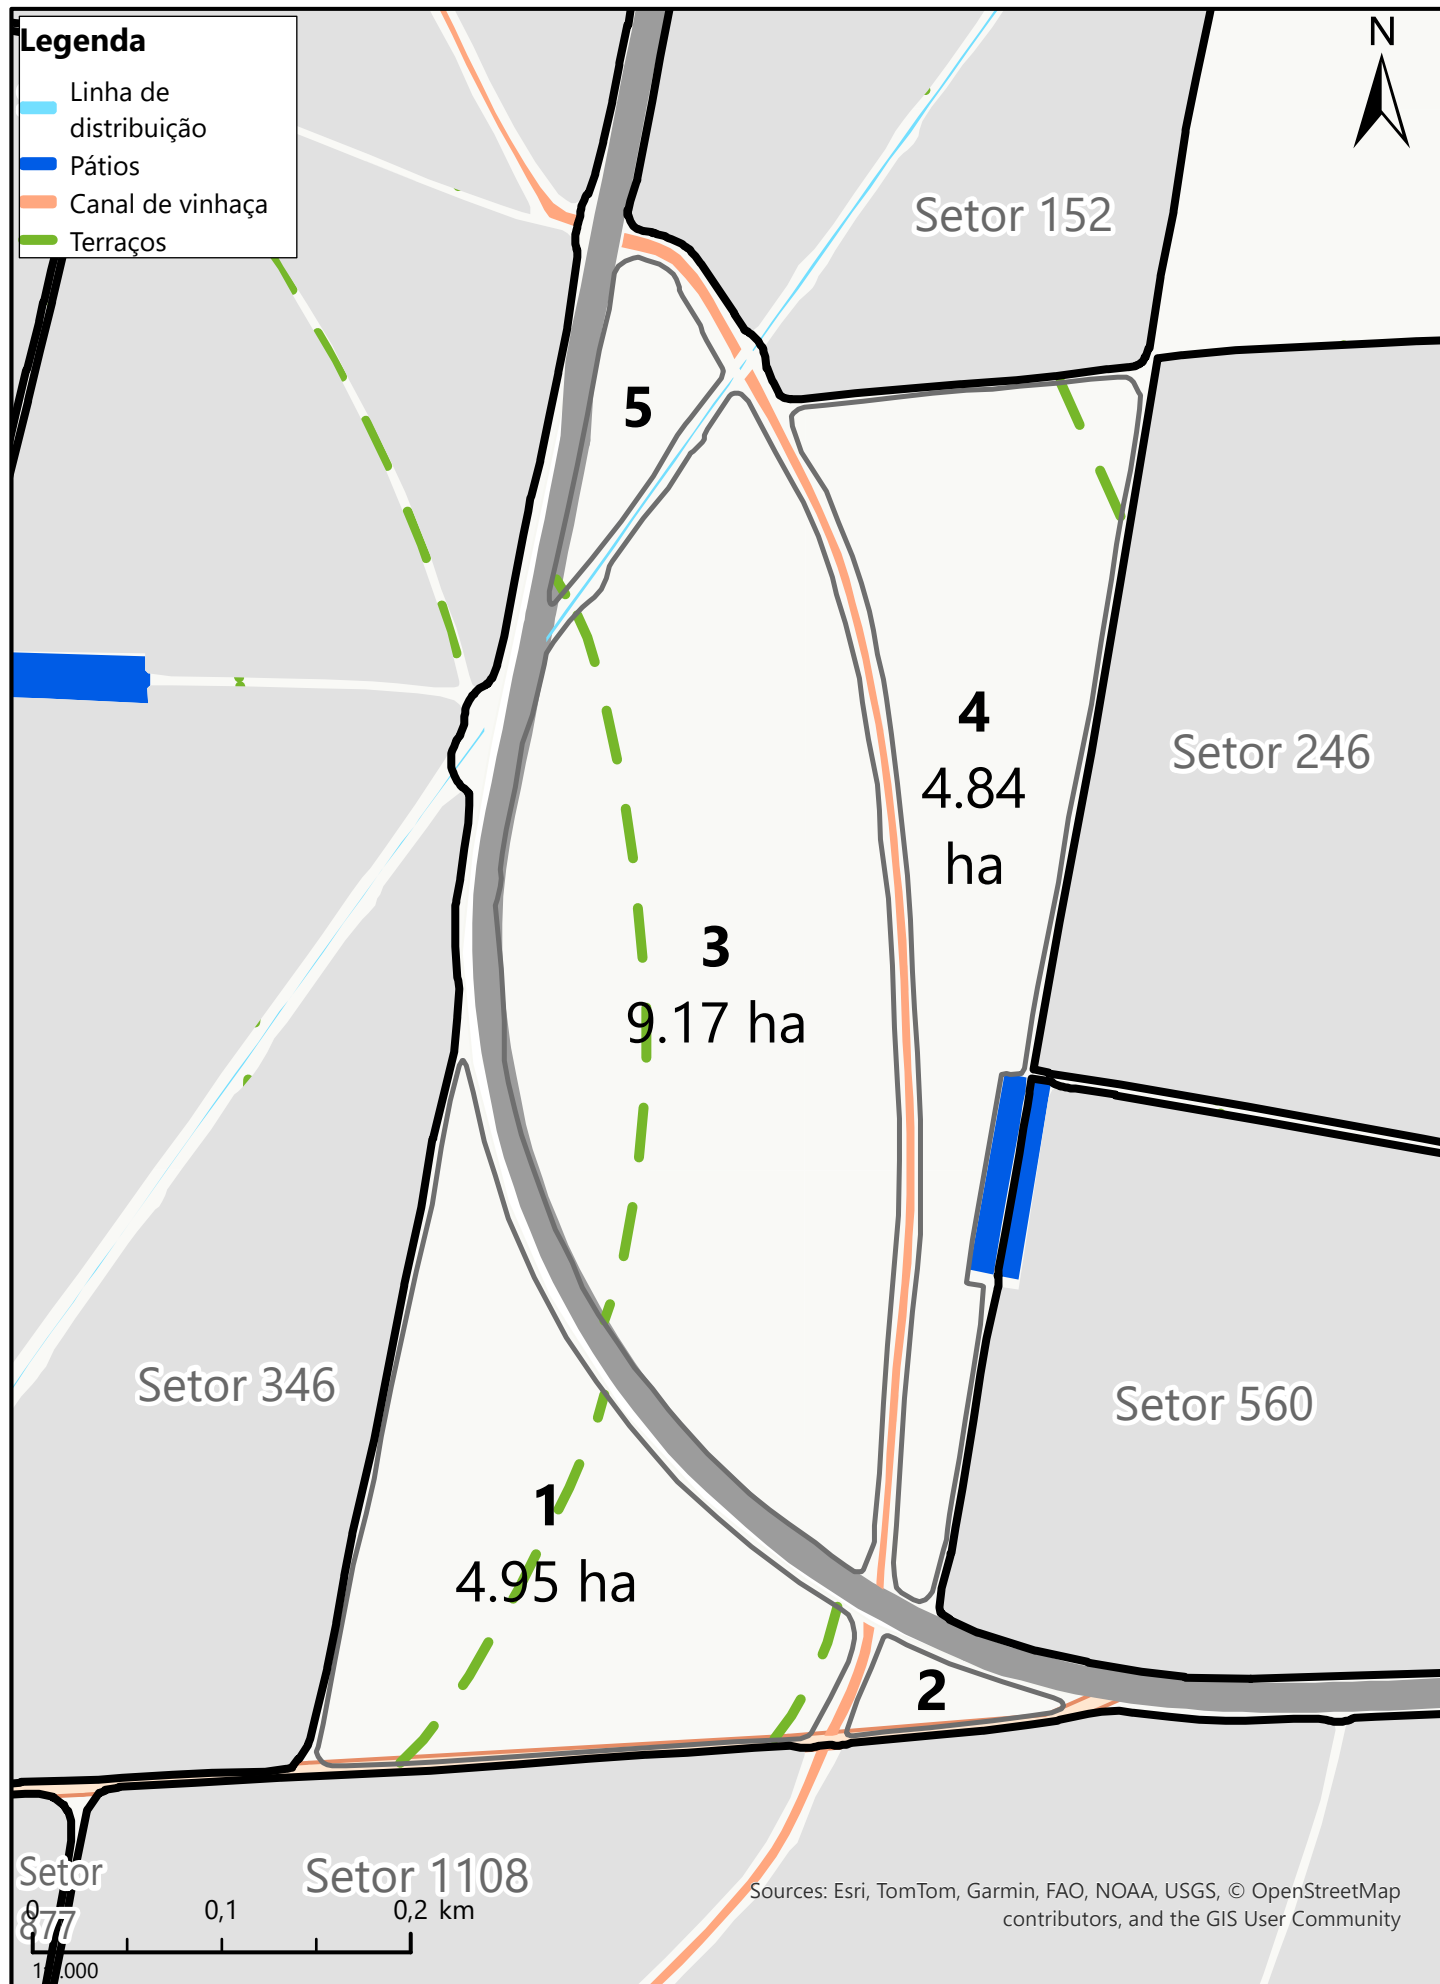 Legenda
Linha de
distribuição
Pátios
Canal de vinhaça
Terraços
N
Setor 152
5
4
4.84
ha
Setor 246
3
9.17 ha
Setor 346
Setor 560
1
4.95 ha
2
Setor
877
Setor 1108
0 0,1 0,2 km
Sources: Esri, TomTom, Garmin, FAO, NOAA, USGS, © OpenStreetMap
contributors, and the GIS User Community